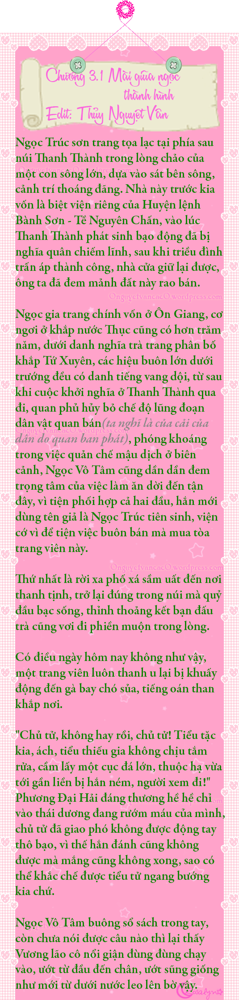 Chương 3.1 Mài giũa ngọc
thành hình
Edit: Thủy Nguyệt Vân
Ngọc Trúc sơn trang tọa lạc tại phía sau
núi Thanh Thành trong lòng chảo của
0nguyetvancac0.wordpress.com
một con sông lớn, dựa vào sát bên sông,
cảnh trí thoáng đãng. Nhà này trước kia
vốn là biệt viện riêng của Huyện lệnh
Bành Sơn - Tề Nguyên Chấn, vào lúc
Thanh Thành phát sinh bạo động đã bị
nghĩa quân chiếm lĩnh, sau khi triều đình
trấn áp thành công, nhà cửa giữ lại được,
ông ta đã đem mảnh đất này rao bán.
0nguyetvancac0.wordpress.com
Ngọc gia trang chính vốn ở Ôn Giang, cơ
ngơi ở khắp nước Thục cũng có hơn trăm
năm, dưới danh nghĩa trà trang phân bố
khắp Tứ Xuyên, các hiệu buôn lớn dưới
trướng đều có danh tiếng vang dội, từ sau
khi cuộc khởi nghĩa ở Thanh Thành qua
đi, quan phủ hủy bỏ chế độ lũng đoạn
dân vật quan bán(ta nghĩ là của cải của
0nguyetvancac0.wordpress.com
dân do quan ban phát), phóng khoáng
trong việc quản chế mậu dịch ở biên
cảnh, Ngọc Vô Tâm cũng dần dần đem
trọng tâm của việc làm ăn dời đến tận
đây, vì tiện phối hợp cả hai đầu, hắn mới
dùng tên giả là Ngọc Trúc tiên sinh, viện
cớ vì để tiện việc buôn bán mà mua tòa
trang viên này.
0nguyetvancac0.wordpress.com
Thứ nhất là rời xa phố xá sầm uất đến nơi
thanh tịnh, trở lại đúng trong núi mà quỷ
đầu bạc sống, thỉnh thoảng kết bạn đấu
trà cũng vơi đi phiền muộn trong lòng.
Có điều ngày hôm nay không như vậy,
một trang viên luôn thanh u lại bị khuấy
0nguyetvancac0.wordpress.com
động đến gà bay chó sủa, tiếng oán than
khắp nơi.
"Chủ tử, không hay rồi, chủ tử! Tiểu tặc
kia, ách, tiểu thiếu gia không chịu tắm
rửa, cầm lấy một cục đá lớn, thuộc hạ vừa
tới gần liền bị hắn ném, người xem đi!"
Phương Đại Hải đáng thương hề hề chỉ
0nguyetvancac0.wordpress.com
vào thái dương đang rướm máu của mình,
chủ tử đã giao phó không được động tay
thô bạo, vì thế hắn đánh cũng không
được mà mắng cũng không xong, sao có
thể khắc chế được tiểu tử ngang bướng
kia chứ.
Ngọc Vô Tâm buông sổ sách trong tay,
0nguyetvancac0.wordpress.com
còn chưa nói được câu nào thì lại thấy
Vương lão cô nổi giận đùng đùng chạy
vào, ướt từ đầu đến chân, ướt sũng giống
như mới từ dưới nước leo lên bờ vậy.
Rosalyn